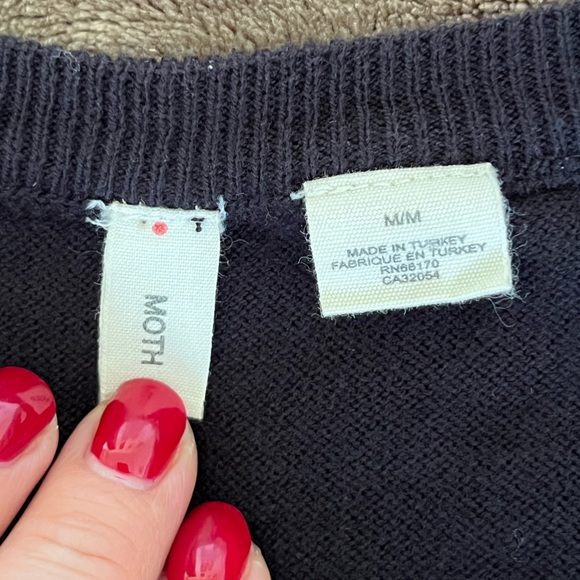 MOTH
M/M
MADE IN TURKEY
FABRIQUE EN TURKEY
RN66170
CA32054